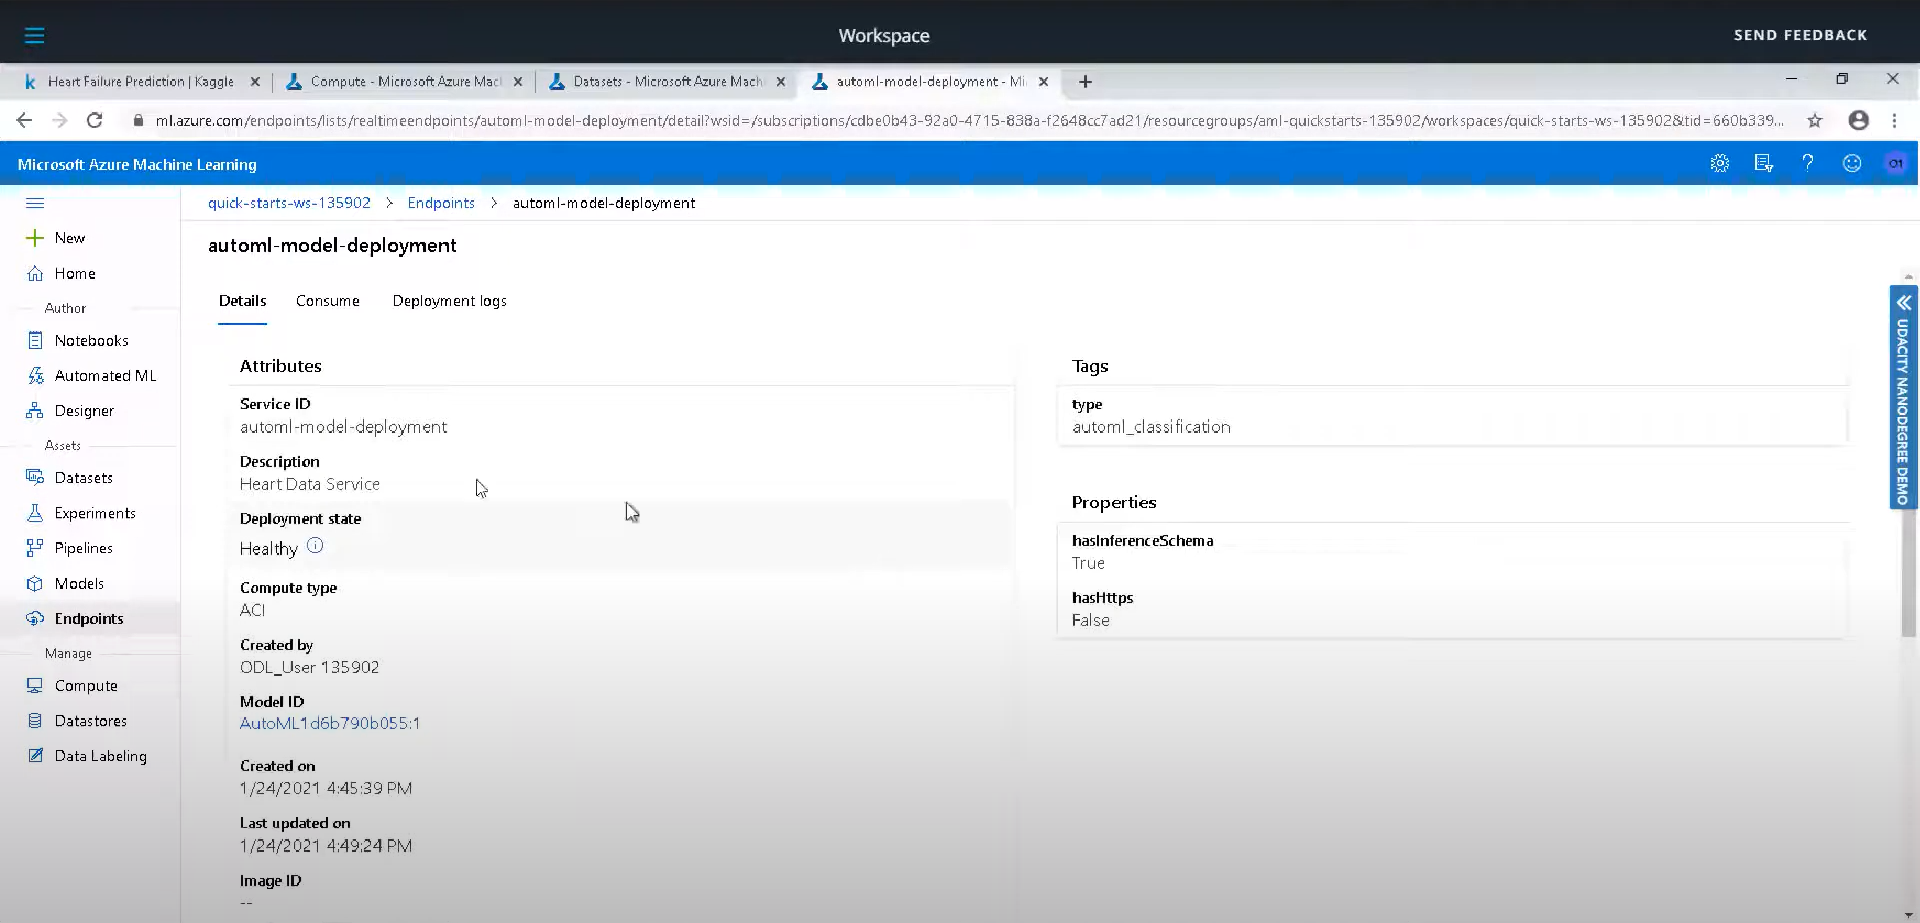 Workspace
SEND FEEDBACK
Heart Failure Prediction | Kaggle
Compute - Microsoft Azure Mac
Datasets - Microsoft Azure Mach
automl-model-deployment - Mi
ml.azure.com/endpoints/lists/realtimeendpoints/automl-model-deployment/detail?wsid=/subscriptions/cdbe0b43-92a0-4715-838a-f2648cc7ad21/resourcegroups/aml-quickstarts-135902/workspaces/quick-starts-ws-135902&tid=660b339...
Microsoft Azure Machine Learning
O1
quick-starts-ws-135902 > Endpoints > automl-model-deployment
New
Home
Author
Notebooks
Automated ML
Designer
Assets
Datasets
Experiments
Pipelines
Models
Endpoints
Manage
Compute
Datastores
Data Labeling
automl-model-deployment
Details
Consume
Deployment logs
Attributes
Service ID
automl-model-deployment
Description
Heart Data Service
Deployment state
Healthy
Compute type
ACI
Created by
ODL_User 135902
Model ID
AutoML1d6b790b055:1
Created on
1/24/2021 4:45:39 PM
Last updated on
1/24/2021 4:49:24 PM
Image ID
--
Tags
type
automl_classification
Properties
hasInferenceSchema
True
hasHttps
False
UDACITY NANODEGREE DEMO